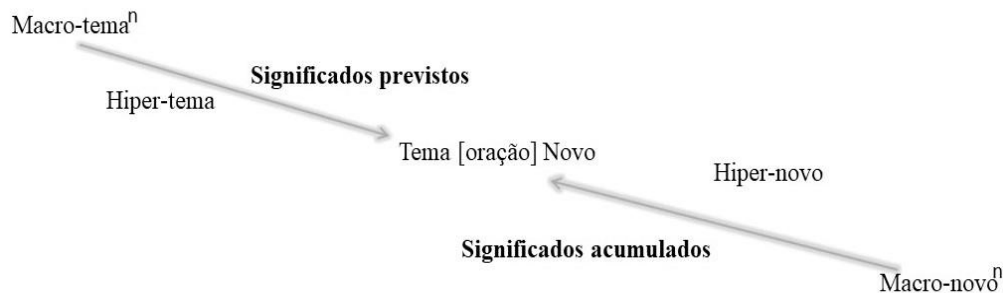 Macro-temaⁿ
Significados previstos
Hiper-tema
Tema [oração] Novo
Hiper-novo
Significados acumulados
Macro-novoⁿ